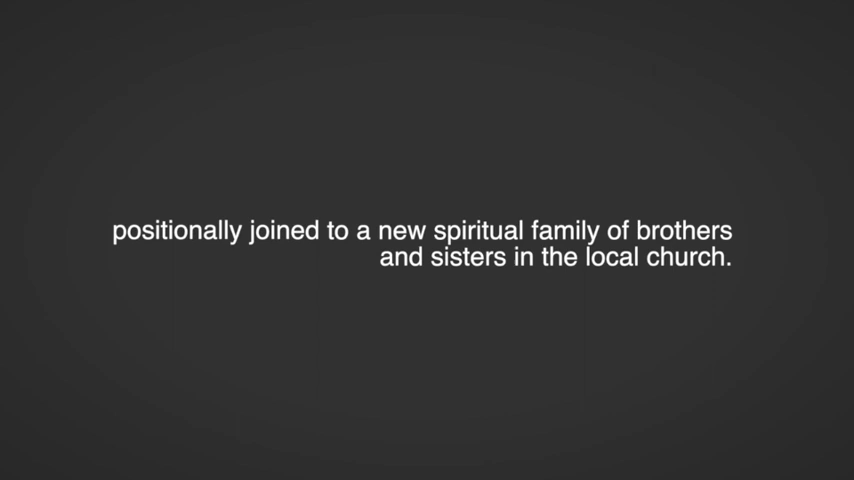 positionally joined to a new spiritual family of brothers
and sisters in the local church.